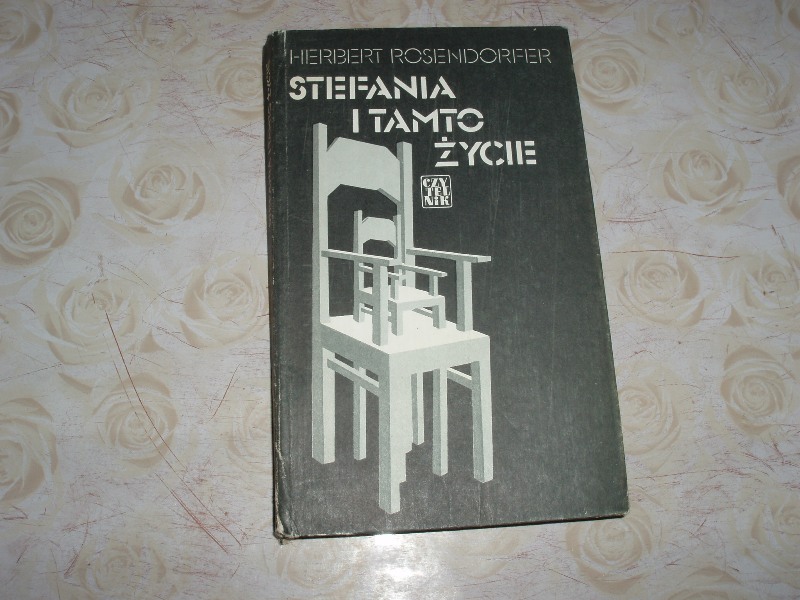 HERBERT ROSENDORFER
STEFANIA
I TAMTO
ŻYCIE
CZY
TEL
NIK